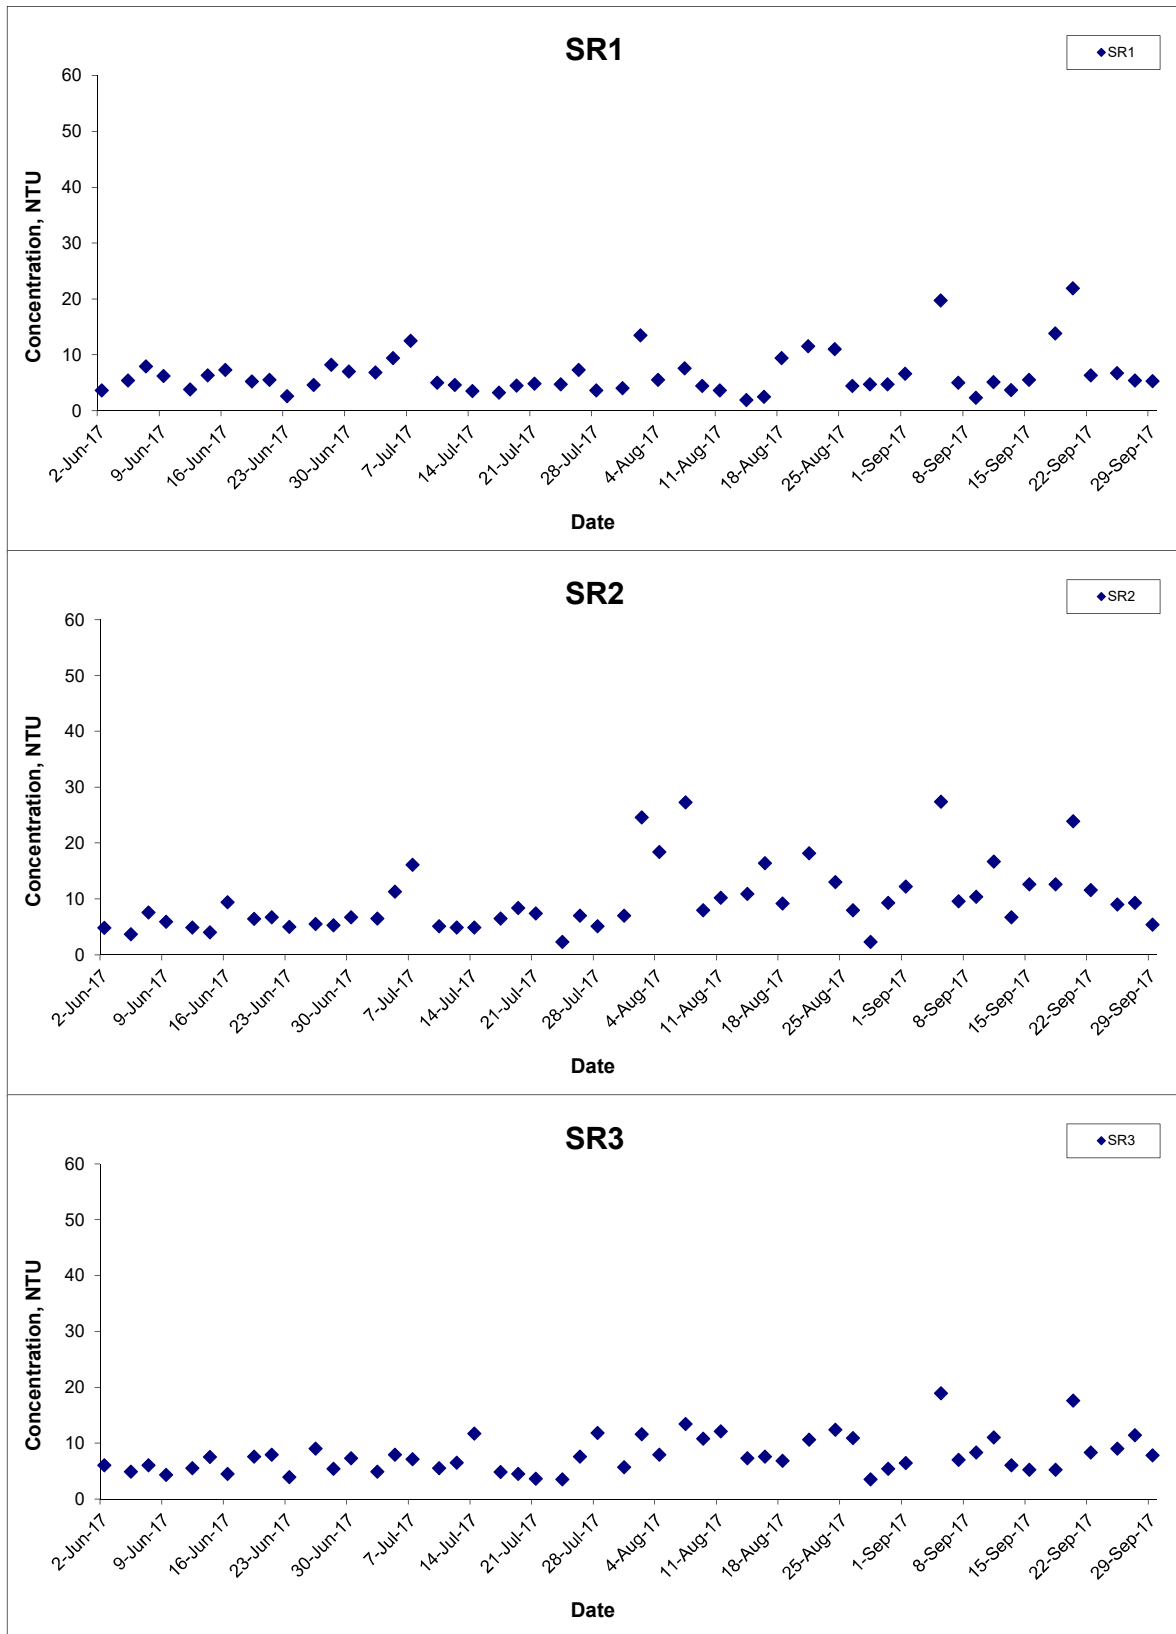 SR1
SR1
60
50
40
30
20
10
0
Concentration, NTU
2-Jun-17 9-Jun-17 16-Jun-17 23-Jun-17 30-Jun-17 7-Jul-17 14-Jul-17 21-Jul-17 28-Jul-17 4-Aug-17 11-Aug-17 18-Aug-17 25-Aug-17 1-Sep-17 8-Sep-17 15-Sep-17 22-Sep-17 29-Sep-17
Date
SR2
SR2
60
50
40
30
20
10
0
Concentration, NTU
2-Jun-17 9-Jun-17 16-Jun-17 23-Jun-17 30-Jun-17 7-Jul-17 14-Jul-17 21-Jul-17 28-Jul-17 4-Aug-17 11-Aug-17 18-Aug-17 25-Aug-17 1-Sep-17 8-Sep-17 15-Sep-17 22-Sep-17 29-Sep-17
Date
SR3
SR3
60
50
40
30
20
10
0
Concentration, NTU
2-Jun-17 9-Jun-17 16-Jun-17 23-Jun-17 30-Jun-17 7-Jul-17 14-Jul-17 21-Jul-17 28-Jul-17 4-Aug-17 11-Aug-17 18-Aug-17 25-Aug-17 1-Sep-17 8-Sep-17 15-Sep-17 22-Sep-17 29-Sep-17
Date